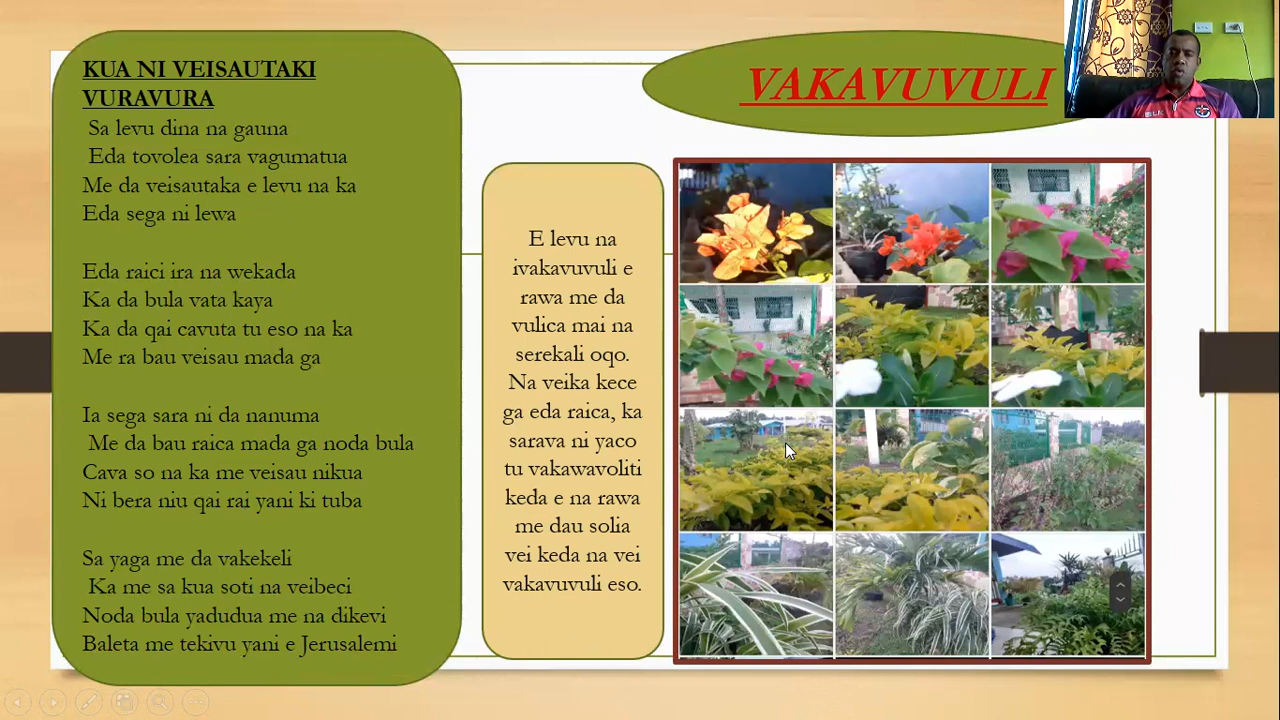 KUA NI VEISAUTAKI
VURAVURA
Sa levu dina na gauna
Eda tovolea sara vagumatua
Me da veisautaka e levu na ka
Eda sega ni lewa
Eda raici ira na wekada
Ka da bula vata kaya
Ka da qai cavuta tu eso na ka
Me ra bau veisau mada ga
Ia sega sara ni da nanuma
Me da bau raica mada ga noda bula
Cava so na ka me veisau nikua
Ni bera niu qai rai yani ki tuba
Sa yaga me da vakekeli
Ka me sa kua soti na veibeci
Noda bula yadudua me na dikevi
Baleta me tekivu yani e Jerusalemi
VAKAVUVULI
E levu na
ivakavuvuli e
rawa me da
vulica mai na
serekali oqo.
Na veika kece
ga eda raica, ka
sarava ni yaco
tu vakawavoliti
keda e na rawa
me dau solia
vei keda na vei
vakavuvuli eso.